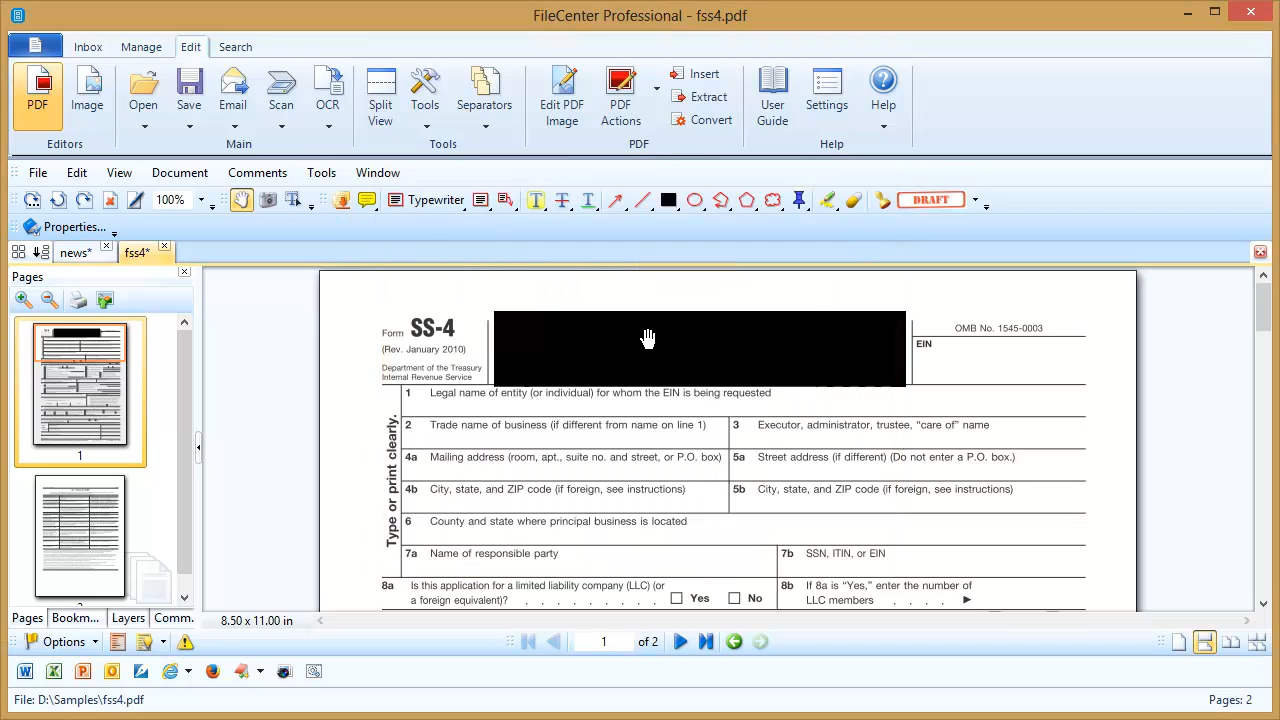 FileCenter Professional - fss4.pdf
Inbox Manage Edit Search
PDF Image Open Save Email Scan OCR Split View Tools Separators Edit PDF Image PDF Actions Insert Extract Convert User Guide Settings Help
Editors Main Tools PDF Help
File Edit View Document Comments Tools Window
100% Typewriter DRAFT
Properties...
news* fss4*
Pages
Form SS-4
(Rev. January 2010)
Department of the Treasury
Internal Revenue Service
OMB No. 1545-0003
EIN
Type or print clearly.
1 Legal name of entity (or individual) for whom the EIN is being requested
2 Trade name of business (if different from name on line 1) 3 Executor, administrator, trustee, “care of” name
4a Mailing address (room, apt., suite no. and street, or P.O. box) 5a Street address (if different) (Do not enter a P.O. box.)
4b City, state, and ZIP code (if foreign, see instructions) 5b City, state, and ZIP code (if foreign, see instructions)
6 County and state where principal business is located
7a Name of responsible party 7b SSN, ITIN, or EIN
8a Is this application for a limited liability company (LLC) (or 8b If 8a is “Yes,” enter the number of
a foreign equivalent)? . . . . . . . . . Yes No LLC members . . . .
1
Pages Bookm... Layers Comm.
8.50 x 11.00 in
Options 1 of 2
File: D:\Samples\fss4.pdf Pages: 2